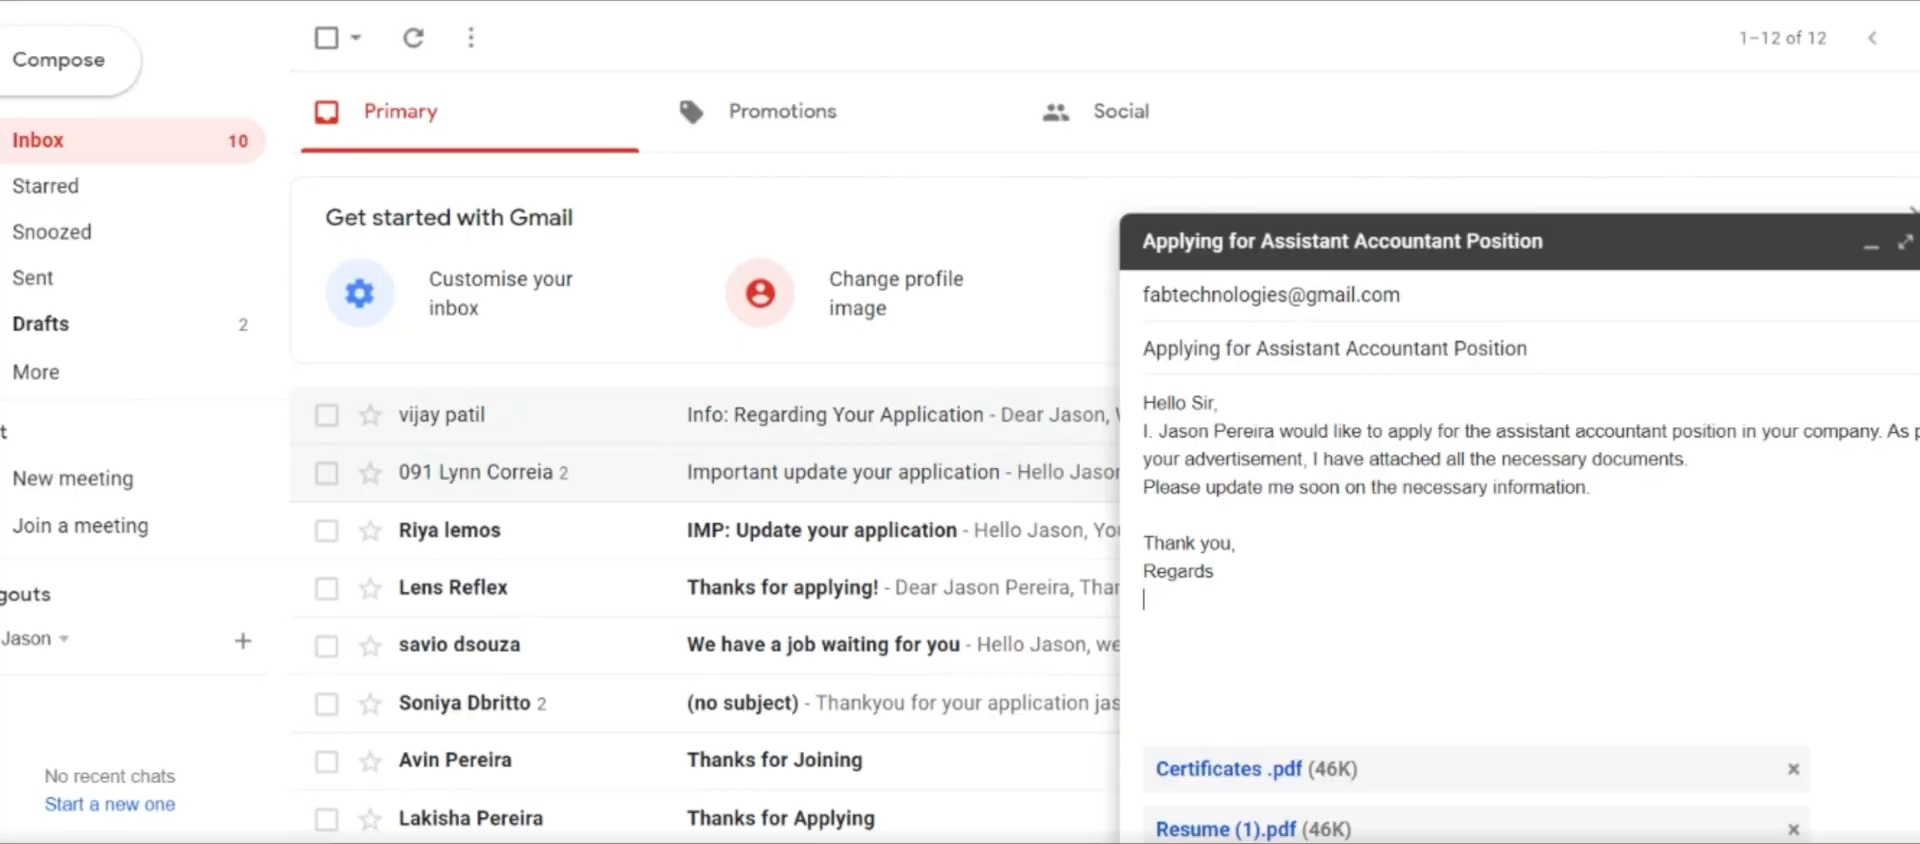 Compose
1–12 of 12
Primary
Promotions
Social
Inbox 10
Starred
Snoozed
Sent
Drafts 2
More
t
New meeting
Join a meeting
gouts
Jason
No recent chats
Start a new one
Get started with Gmail
Customise your
inbox
Change profile
image
vijay patil Info: Regarding Your Application - Dear Jason,
091 Lynn Correia 2 Important update your application - Hello Jason
Riya lemos IMP: Update your application - Hello Jason, You
Lens Reflex Thanks for applying! - Dear Jason Pereira, Than
savio dsouza We have a job waiting for you - Hello Jason, we
Soniya Dbritto 2 (no subject) - Thankyou for your application jas
Avin Pereira Thanks for Joining
Lakisha Pereira Thanks for Applying
Applying for Assistant Accountant Position
fabtechnologies@gmail.com
Applying for Assistant Accountant Position
Hello Sir,
I. Jason Pereira would like to apply for the assistant accountant position in your company. As p
your advertisement, I have attached all the necessary documents.
Please update me soon on the necessary information.
Thank you,
Regards
Certificates .pdf (46K)
Resume (1).pdf (46K)